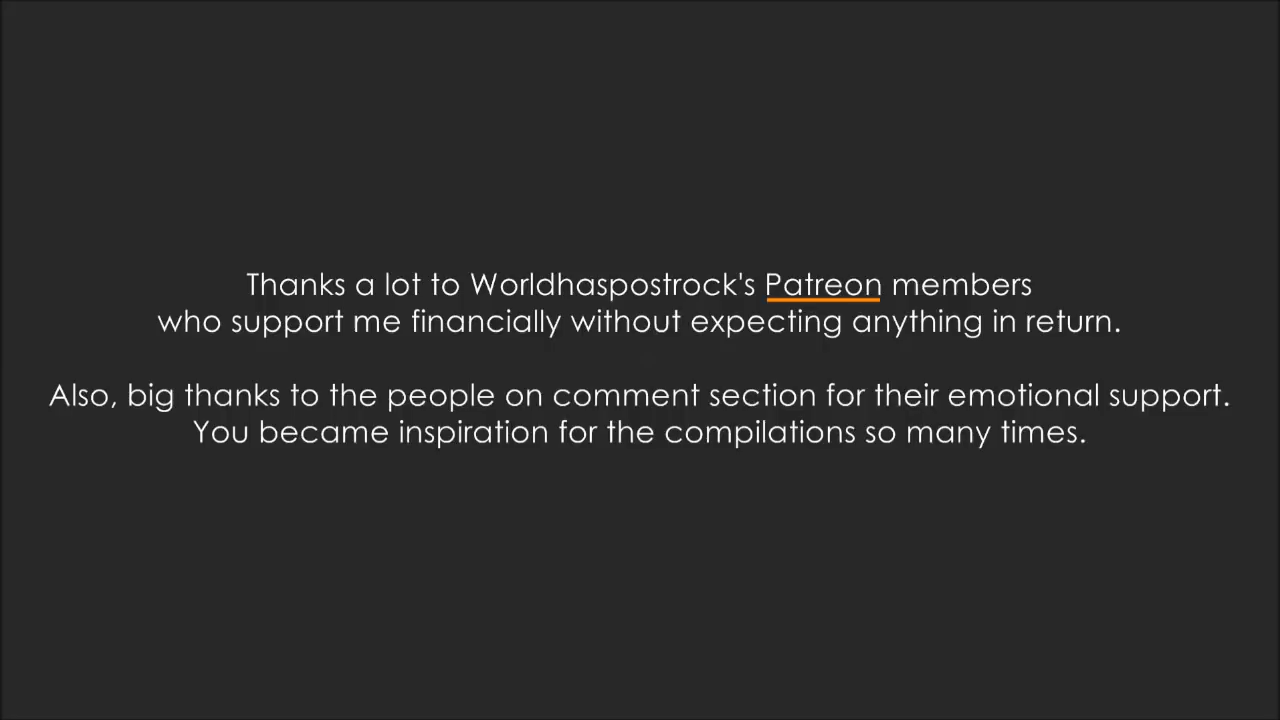 Thanks a lot to Worldhaspostrock's Patreon members
who support me financially without expecting anything in return.
Also, big thanks to the people on comment section for their emotional support.
You became inspiration for the compilations so many times.